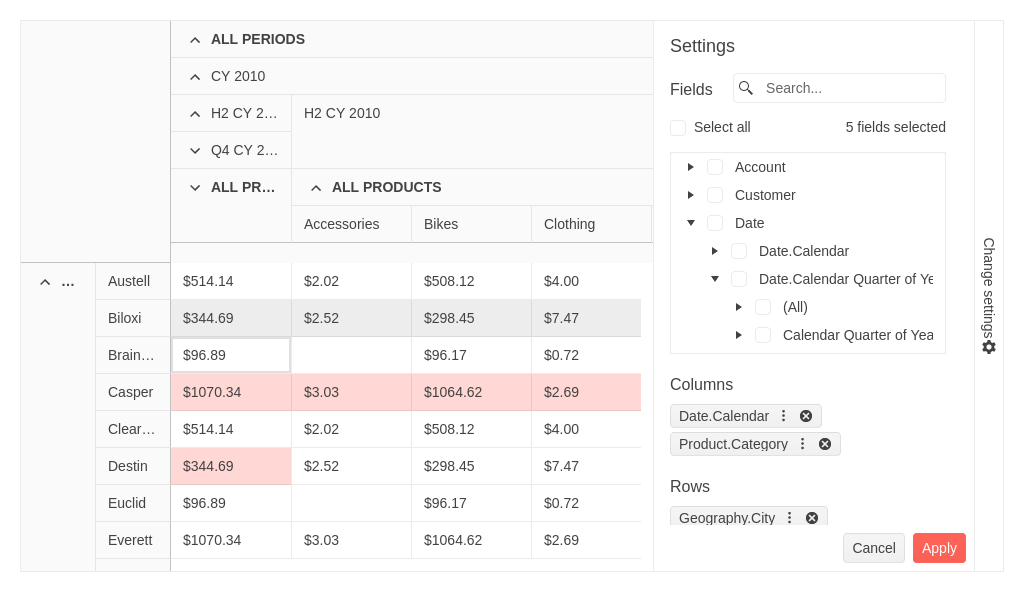 ALL PERIODS
CY 2010
H2 CY 2… H2 CY 2010
Q4 CY 2…
ALL PR… ALL PRODUCTS
Accessories Bikes Clothing
… Austell $514.14 $2.02 $508.12 $4.00
Biloxi $344.69 $2.52 $298.45 $7.47
Brain… $96.89 $96.17 $0.72
Casper $1070.34 $3.03 $1064.62 $2.69
Clear… $514.14 $2.02 $508.12 $4.00
Destin $344.69 $2.52 $298.45 $7.47
Euclid $96.89 $96.17 $0.72
Everett $1070.34 $3.03 $1064.62 $2.69
Settings
Fields Search...
Select all 5 fields selected
Account
Customer
Date
Date.Calendar
Date.Calendar Quarter of Ye
(All)
Calendar Quarter of Yea
Columns
Date.Calendar
Product.Category
Rows
Geography.City
Cancel Apply
Change settings